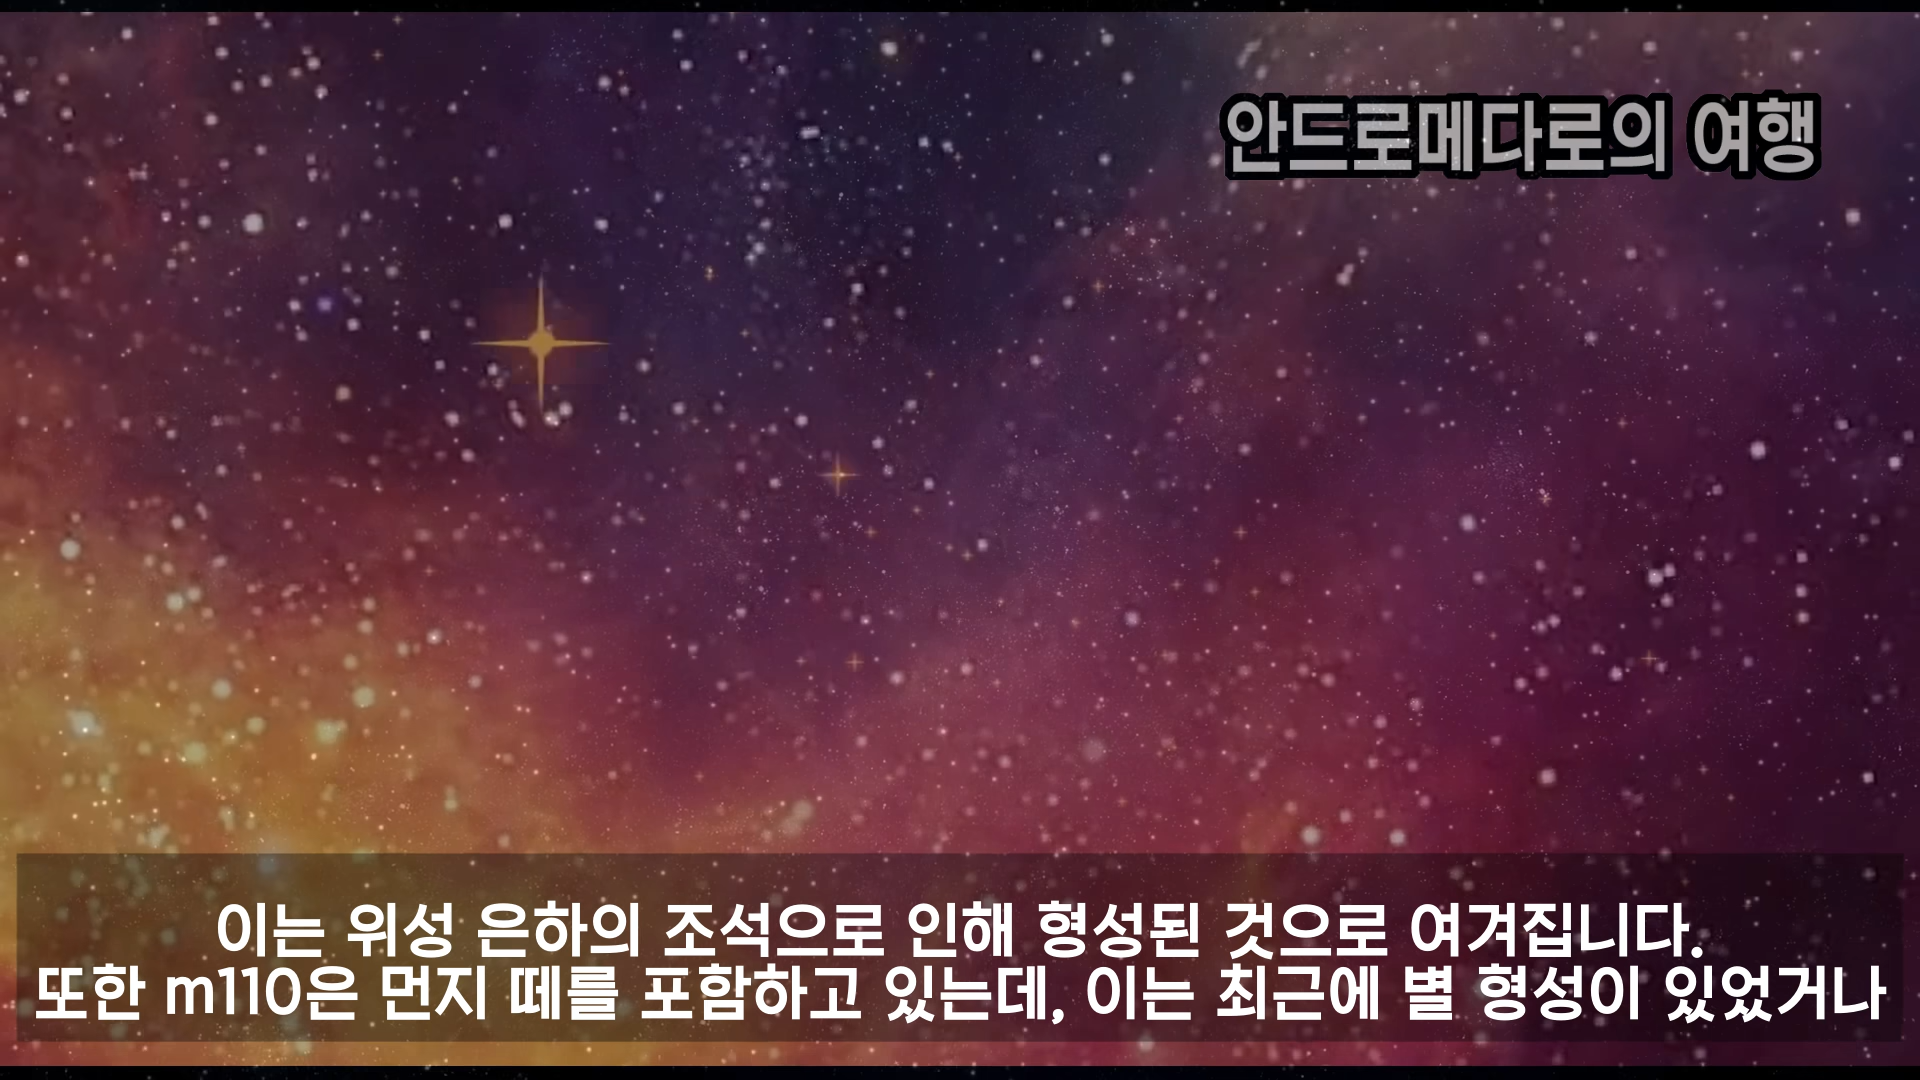 안드로메다로의 여행
이는 위성 은하의 조석으로 인해 형성된 것으로 여겨집니다.
또한 m110은 먼지 떼를 포함하고 있는데, 이는 최근에 별 형성이 있었거나